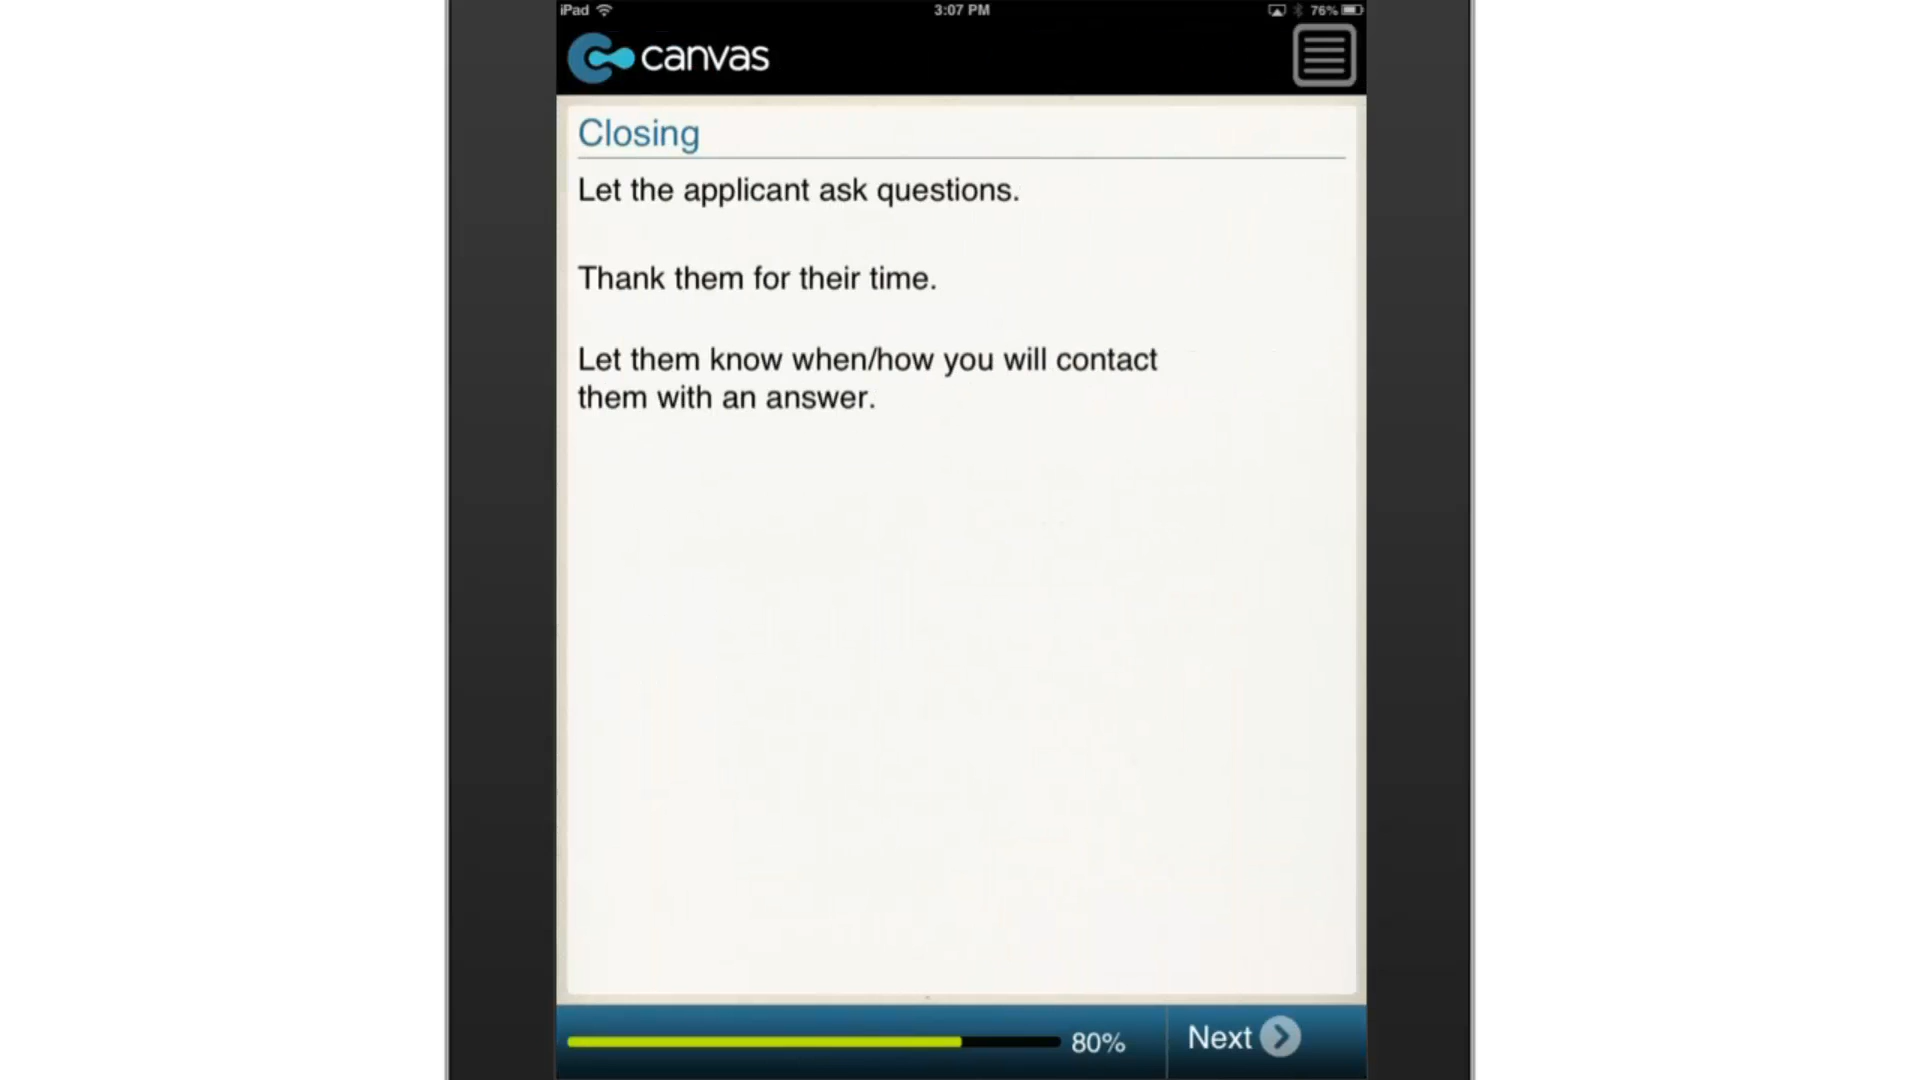 iPad 3:07 PM 76%
canvas
Closing
Let the applicant ask questions.
Thank them for their time.
Let them know when/how you will contact
them with an answer.
80% Next